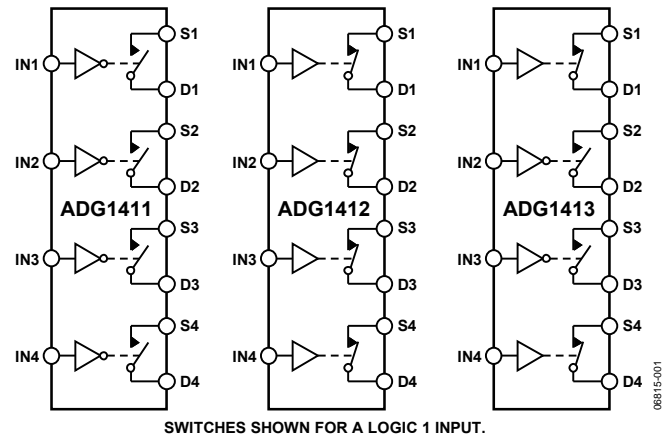 S1
IN1
D1
S2
IN2
D2
ADG1411
S3
IN3
D3
S4
IN4
D4
S1
IN1
D1
S2
IN2
D2
ADG1412
S3
IN3
D3
S4
IN4
D4
S1
IN1
D1
S2
IN2
D2
ADG1413
S3
IN3
D3
S4
IN4
D4
06815-001
SWITCHES SHOWN FOR A LOGIC 1 INPUT.